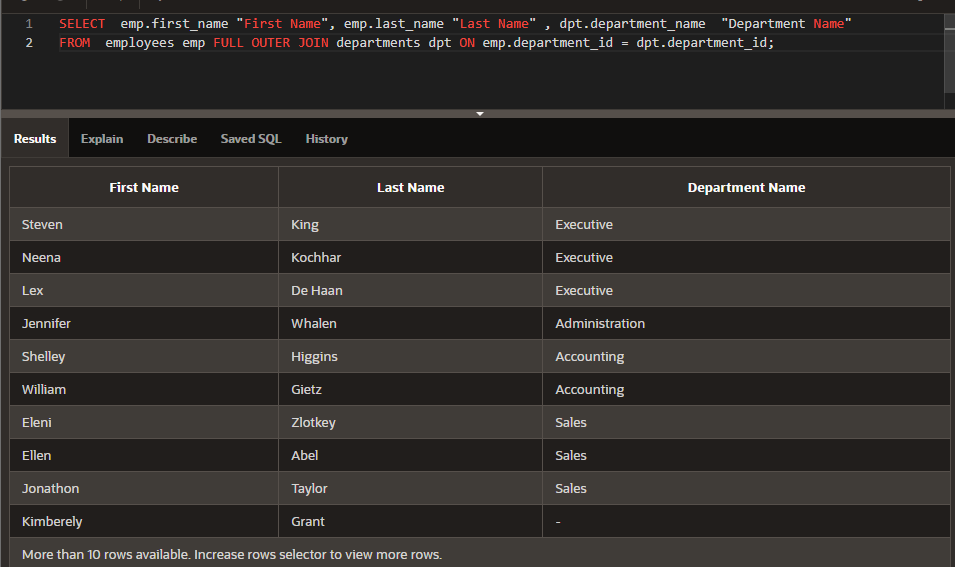 1 SELECT emp.first_name "First Name", emp.last_name "Last Name" , dpt.department_name "Department Name"
2 FROM employees emp FULL OUTER JOIN departments dpt ON emp.department_id = dpt.department_id;
Results Explain Describe Saved SQL History
First Name Last Name Department Name
Steven King Executive
Neena Kochhar Executive
Lex De Haan Executive
Jennifer Whalen Administration
Shelley Higgins Accounting
William Gietz Accounting
Eleni Zlotkey Sales
Ellen Abel Sales
Jonathon Taylor Sales
Kimberely Grant -
More than 10 rows available. Increase rows selector to view more rows.